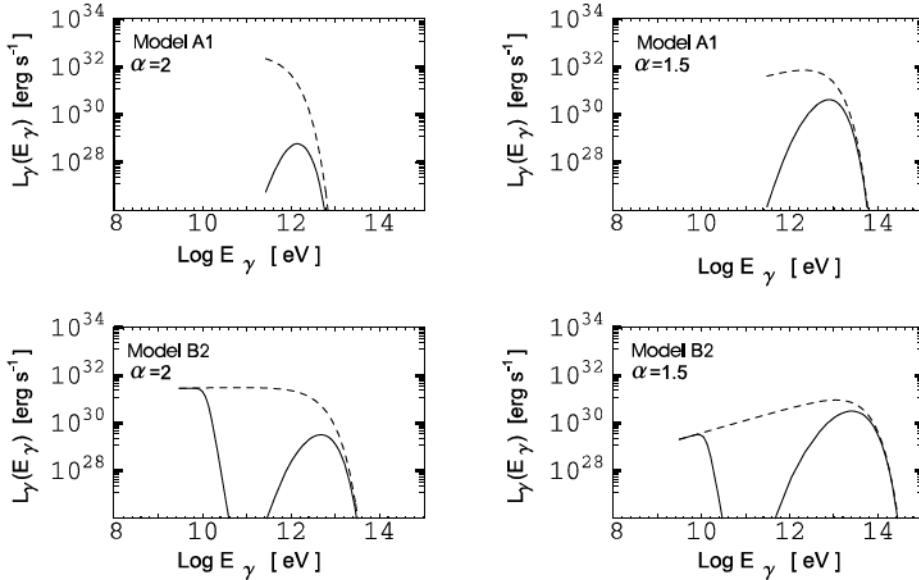 10^34
10^32
10^30
10^28
Model A1
α=2
L_γ(E_γ) [erg s^-1]
8 10 12 14
Log E_γ [eV]
10^34
10^32
10^30
10^28
Model A1
α=1.5
L_γ(E_γ) [erg s^-1]
8 10 12 14
Log E_γ [eV]
10^34
10^32
10^30
10^28
Model B2
α=2
L_γ(E_γ) [erg s^-1]
8 10 12 14
Log E_γ [eV]
10^34
10^32
10^30
10^28
Model B2
α=1.5
L_γ(E_γ) [erg s^-1]
8 10 12 14
Log E_γ [eV]